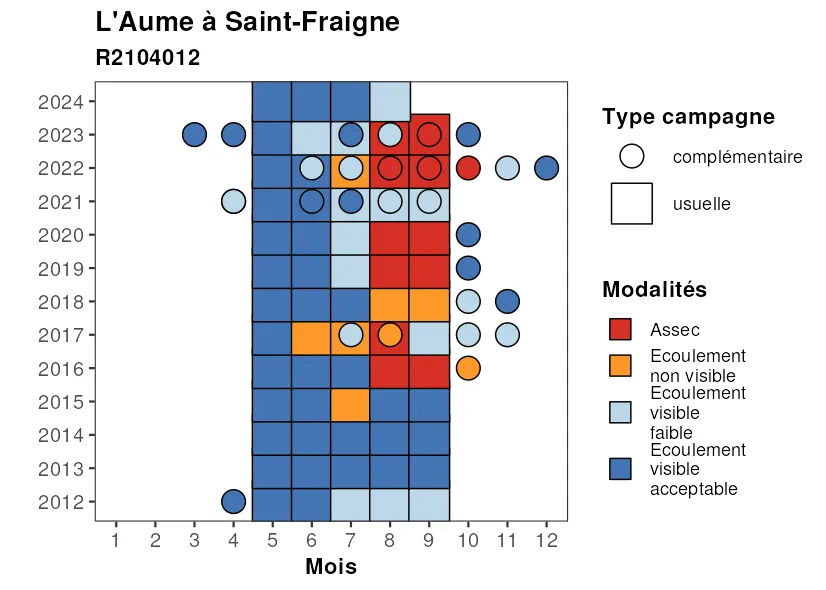 L'Aume à Saint-Fraigne
R2104012
2024
2023
2022
2021
2020
2019
2018
2017
2016
2015
2014
2013
2012
1 2 3 4 5 6 7 8 9 10 11 12
Mois
Type campagne
complémentaire
usuelle
Modalités
Assec
Ecoulement
non visible
Ecoulement
visible
faible
Ecoulement
visible
acceptable